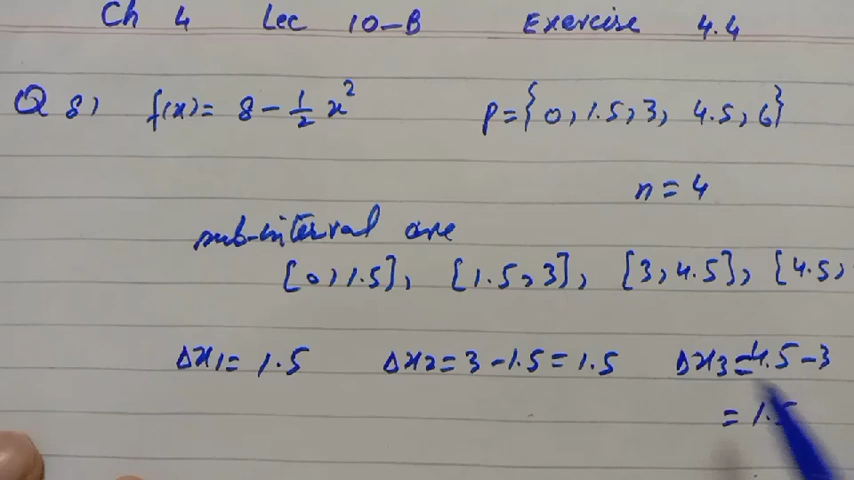 Ch 4 Lec 10-B Exercise 4.4
Q 8) f(x) = 8 - 1/2 x² P = {0, 1.5, 3, 4.5, 6}
n = 4
sub-interval are
[0, 1.5], [1.5, 3], [3, 4.5], [4.5,
Δx₁ = 1.5 Δx₂ = 3 - 1.5 = 1.5 Δx₃ = 4.5 - 3
= 1.5